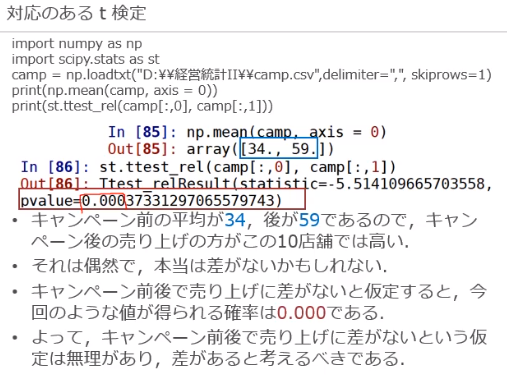 対応のあるt検定
import numpy as np
import scipy.stats as st
camp = np.loadtxt("D:¥¥経営統計II¥¥camp.csv",delimiter=",", skiprows=1)
print(np.mean(camp, axis = 0))
print(st.ttest_rel(camp[:,0], camp[:,1]))
In [85]: np.mean(camp, axis = 0)
Out[85]: array([34., 59.])
In [86]: st.ttest_rel(camp[:,0], camp[:,1])
Out[86]: Ttest_relResult(statistic=-5.514109665703558,
pvalue=0.00037331297065579743)
• キャンペーン前の平均が34，後が59であるので，キャン
ペーン後の売り上げの方がこの10店舗では高い．
• それは偶然で，本当は差がないかもしれない．
• キャンペーン前後で売り上げに差がないと仮定すると，今
回のような値が得られる確率は0.000である．
• よって，キャンペーン前後で売り上げに差がないという仮
定は無理があり，差があると考えるべきである．